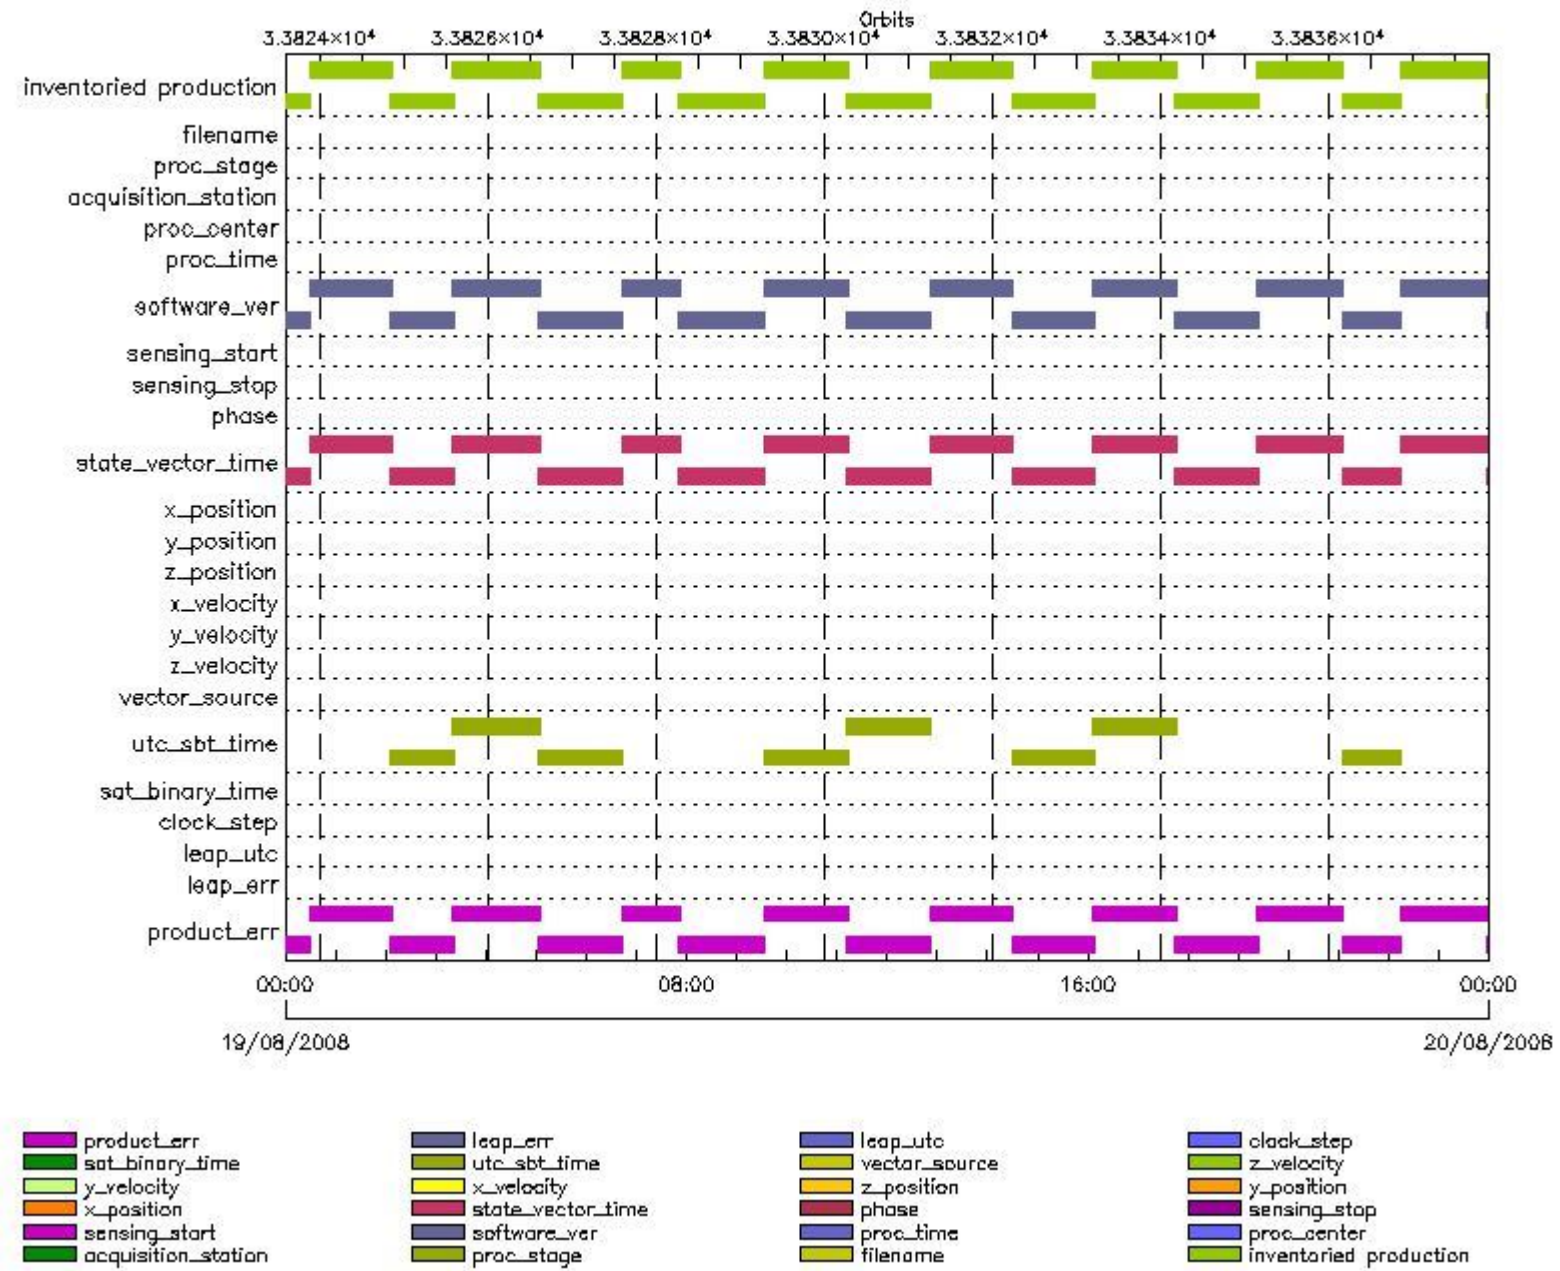 Orbits
3.3824×10⁴ 3.3826×10⁴ 3.3828×10⁴ 3.3830×10⁴ 3.3832×10⁴ 3.3834×10⁴ 3.3836×10⁴
inventoried production
filename
proc_stage
acquisition_station
proc_center
proc_time
software_ver
sensing_start
sensing_stop
phase
state_vector_time
x_position
y_position
z_position
x_velocity
y_velocity
z_velocity
vector_source
utc_sbt_time
sat_binary_time
clock_step
leap_utc
leap_err
product_err
00:00 08:00 16:00 00:00
19/08/2008 20/08/2008
product_err leap_err leap_utc clock_step
sat_binary_time utc_sbt_time vector_source z_velocity
y_velocity x_velocity z_position y_position
x_position state_vector_time phase sensing_stop
sensing_start software_ver proc_time proc_center
acquisition_station proc_stage filename inventoried production